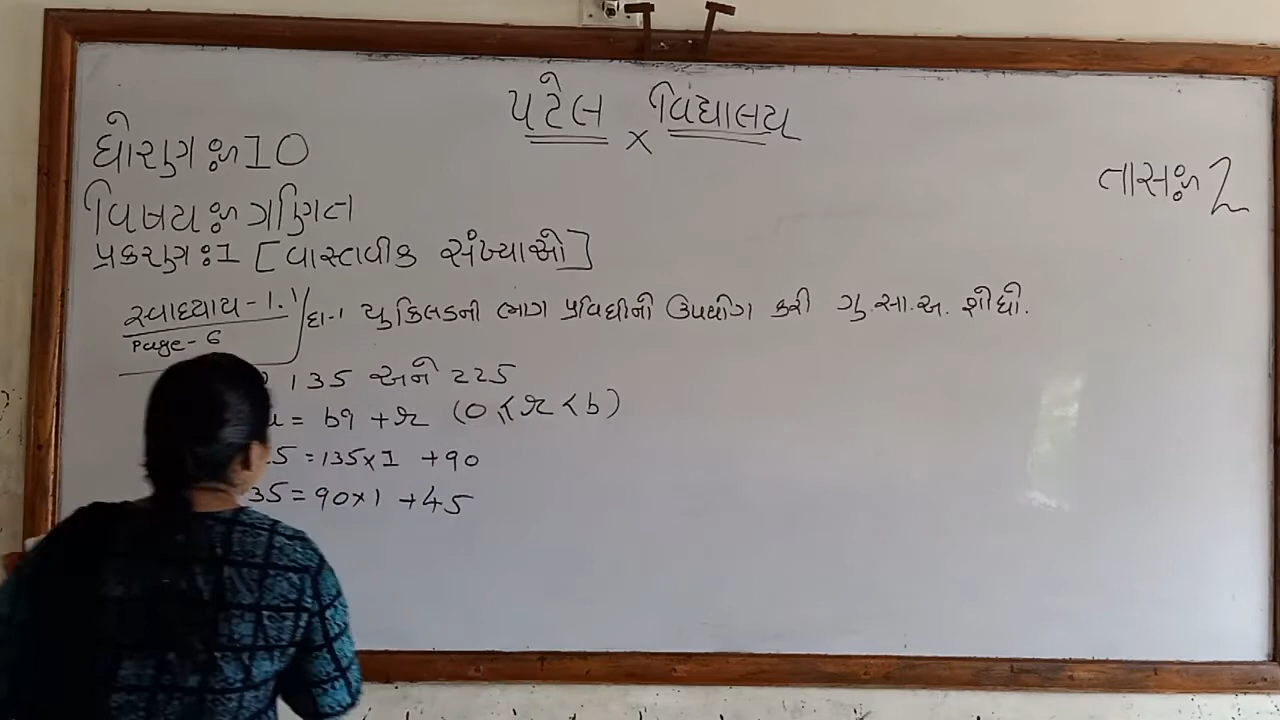 પટેલ × વિદ્યાલય
ધોરણ ઃ 10
તાસ ઃ 2
વિષય ઃ ગણિત
પ્રકરણ ઃ 1 [વાસ્તવીક સંખ્યાઓ]
સ્વાધ્યાય - 1.1
Page - 6
દા-1 યુક્લિડની ભાગ પ્રવિધીનો ઉપયોગ કરી ગુ.સા.અ. શોધો.
135 અને 225
= bq + r (0 ≤ r < b)
5 = 135 × 1 + 90
35 = 90 × 1 + 45